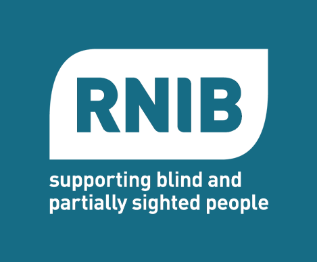 RNIB
supporting blind and
partially sighted people